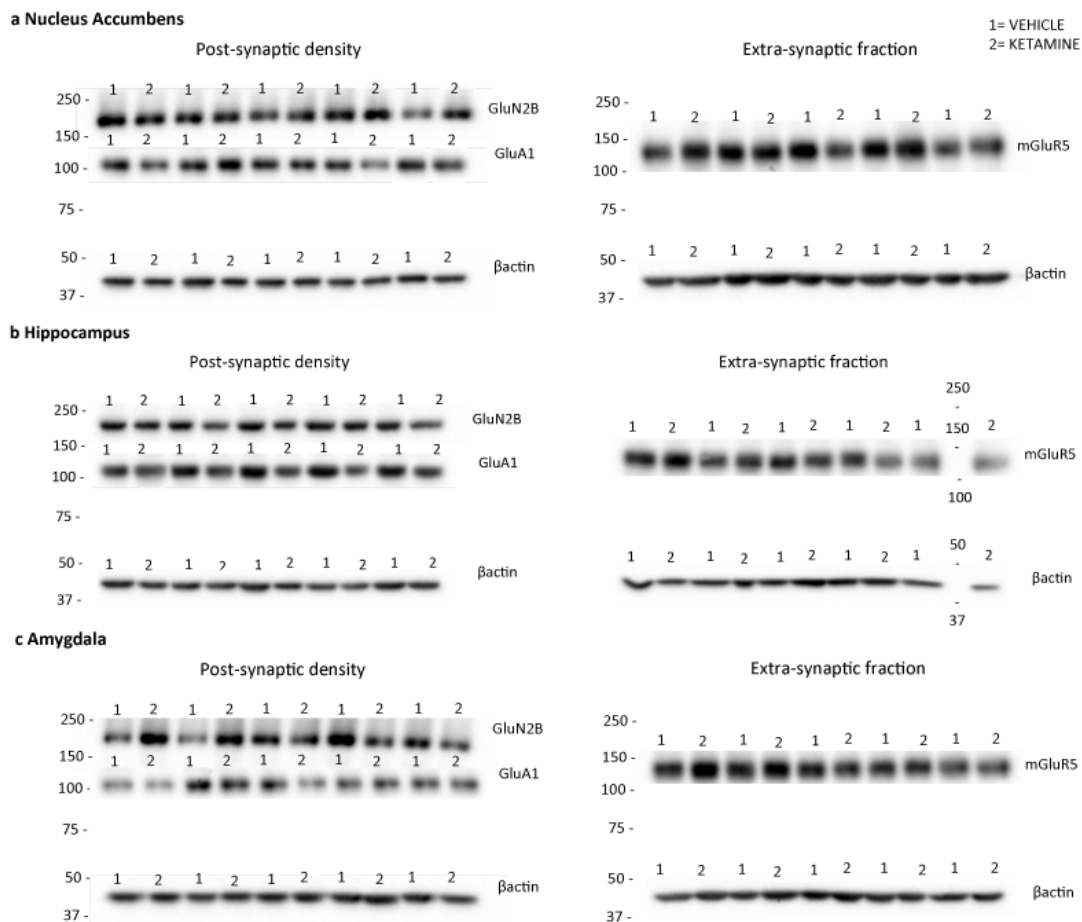 a Nucleus Accumbens
1= VEHICLE
2= KETAMINE
Post-synaptic density
Extra-synaptic fraction
1 2 1 2 1 2 1 2 1 2
250 -
GluN2B
150 -
1 2 1 2 1 2 1 2 1 2
GluA1
100 -
75 -
1 2 1 2 1 2 1 2 1 2
50 -
βactin
37 -
250 -
1 2 1 2 1 2 1 2 1 2
150 -
mGluR5
100 -
75 -
1 2 1 2 1 2 1 2 1 2
50 -
βactin
37 -
b Hippocampus
Post-synaptic density
Extra-synaptic fraction
1 2 1 2 1 2 1 2 1 2
250 -
GluN2B
150 -
1 2 1 2 1 2 1 2 1 2
GluA1
100 -
75 -
1 2 1 2 1 2 1 2 1 2
50 -
βactin
37 -
250
-
1 2 1 2 1 2 1 2 1 150 2
-
mGluR5
-
100
50
1 2 1 2 1 2 1 2 1 - 2
βactin
-
37
c Amygdala
Post-synaptic density
Extra-synaptic fraction
1 2 1 2 1 2 1 2 1 2
250 -
GluN2B
150 -
1 2 1 2 1 2 1 2 1 2
GluA1
100 -
75 -
1 2 1 2 1 2 1 2 1 2
50 -
βactin
37 -
250 -
1 2 1 2 1 2 1 2 1 2
150 -
mGluR5
100 -
75 -
1 2 1 2 1 2 1 2 1 2
50 -
βactin
37 -